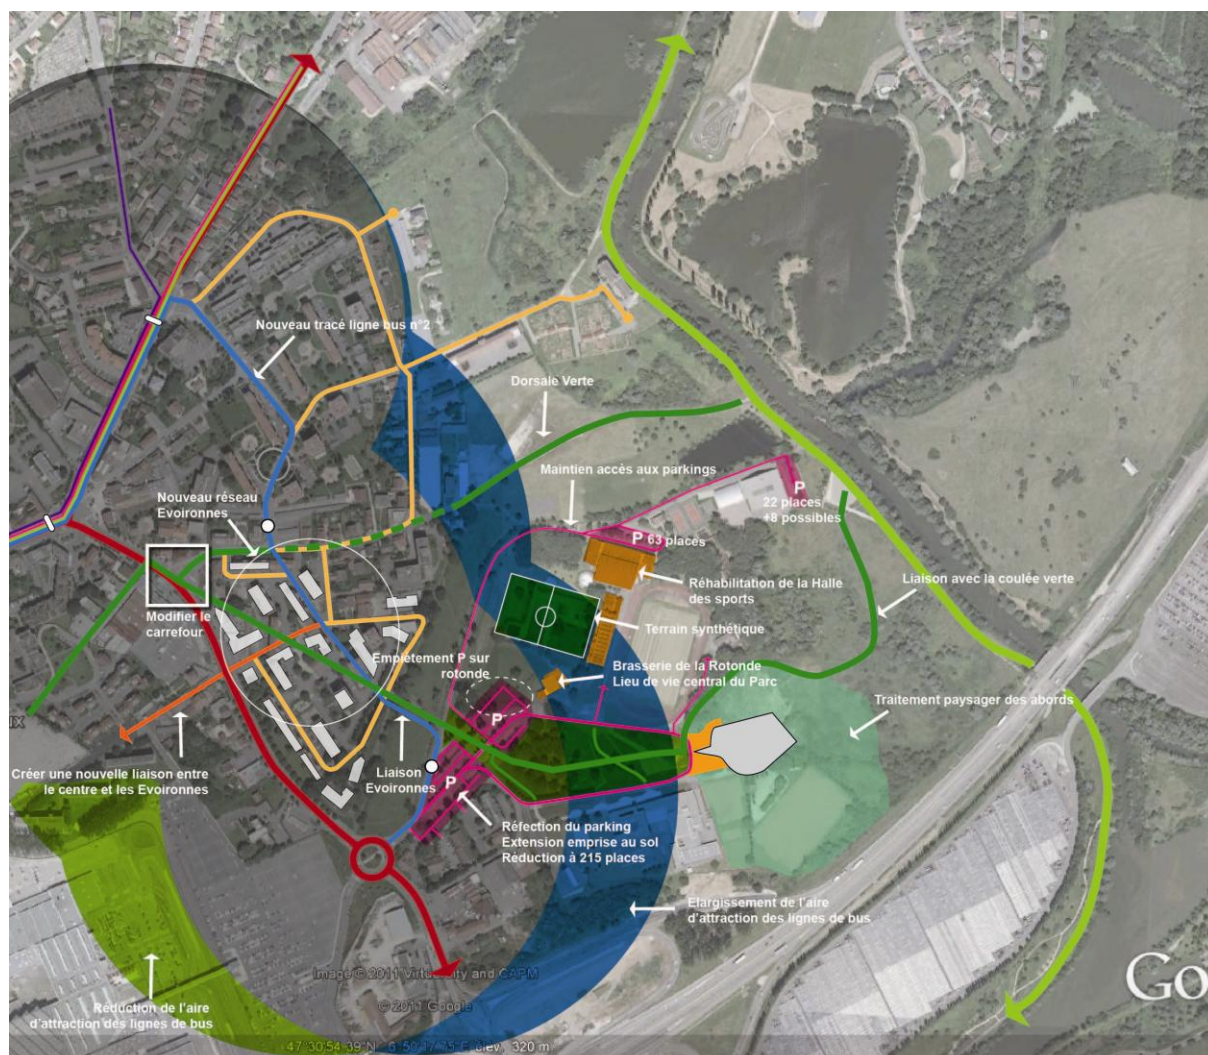 Nouveau tracé ligne bus n°2
Dorsale Verte
Maintien accès aux parkings
P
22 places
+8 possibles
Nouveau réseau
Evoironnes
P 63 places
Réhabilitation de la Halle
des sports
Liaison avec la coulée verte
Modifier le
carrefour
Terrain synthétique
Empiètement P sur
rotonde
Brasserie de la Rotonde
Lieu de vie central du Parc
Traitement paysager des abords
P
IX
Créer une nouvelle liaison entre
le centre et les Evoironnes
Liaison
Evoironnes
P
Réfection du parking
Extension emprise au sol
Réduction à 215 places
Elargissement de l'aire
d'attraction des lignes de bus
Image © 2011 Virtuel City and CAPM
Goo
Réduction de l'aire
d'attraction des lignes de bus
© 2011 Google
élev. 320 m